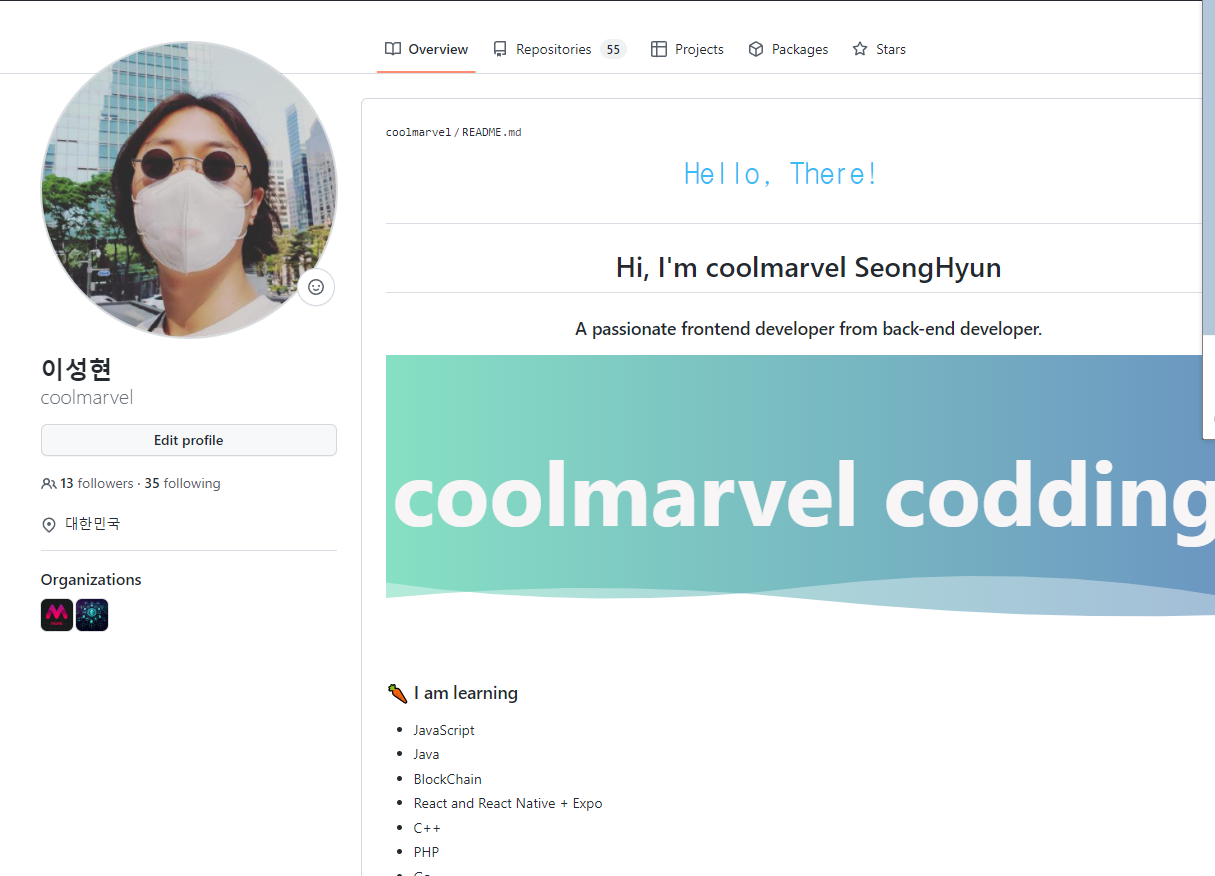 Overview Repositories 55 Projects Packages Stars
coolmarvel/README.md
Hello, There!
Hi, I'm coolmarvel SeongHyun
A passionate frontend developer from back-end developer.
coolmarvel codding
이성현
coolmarvel
Edit profile
13 followers · 35 following
대한민국
Organizations
🥕 I am learning
• JavaScript
• Java
• BlockChain
• React and React Native + Expo
• C++
• PHP